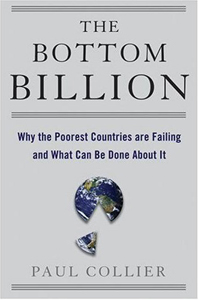 THE
BOTTOM
BILLION
Why the Poorest Countries are Failing
and What Can Be Done About It
PAUL COLLIER